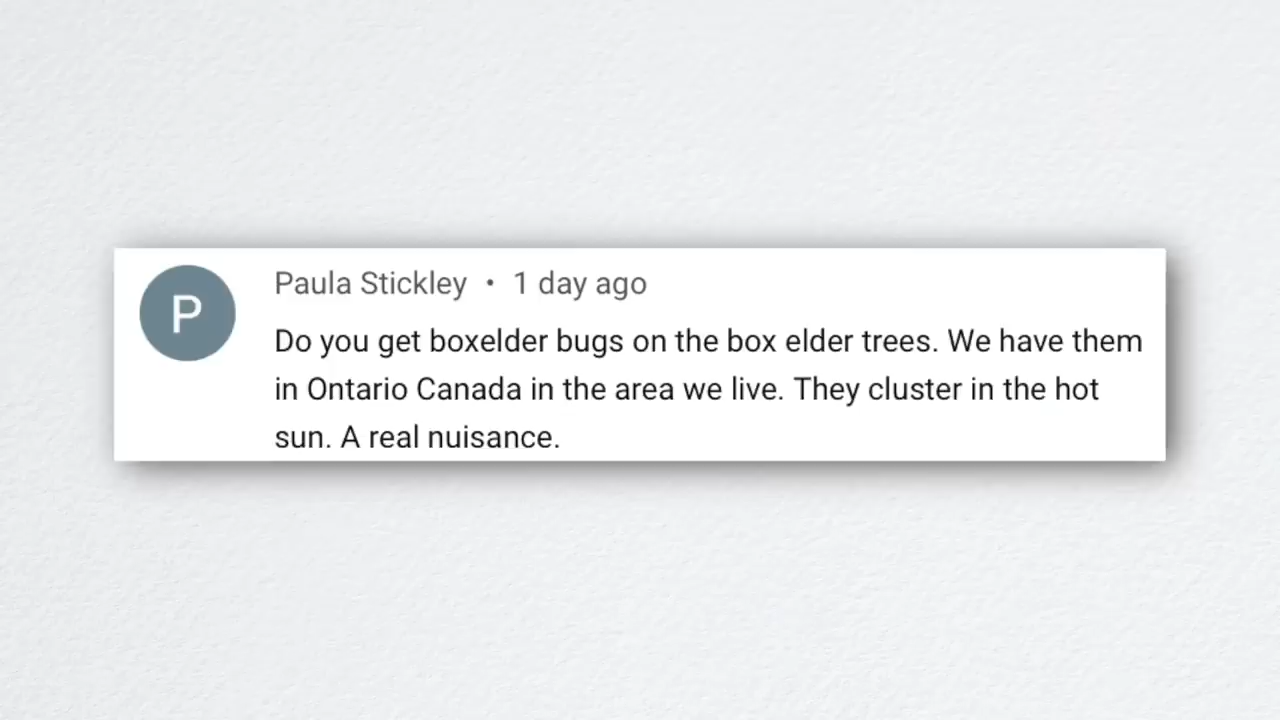 P
Paula Stickley • 1 day ago
Do you get boxelder bugs on the box elder trees. We have them
in Ontario Canada in the area we live. They cluster in the hot
sun. A real nuisance.